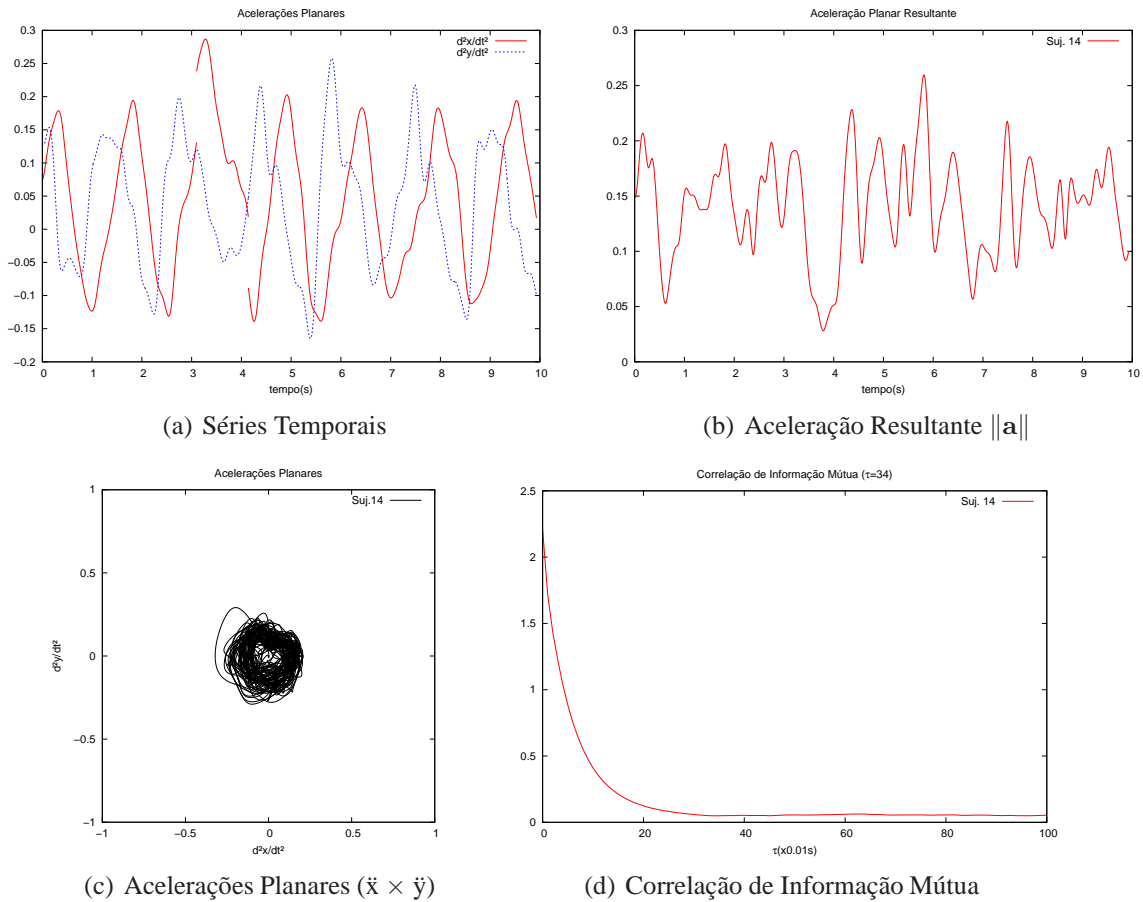 Acelerações Planares
d²x/dt²
d²y/dt²
0.3
0.25
0.2
0.15
0.1
0.05
0
−0.05
−0.1
−0.15
−0.2
0 1 2 3 4 5 6 7 8 9 10
tempo(s)
(a) Séries Temporais
Aceleração Planar Resultante
Suj. 14
0.3
0.25
0.2
0.15
0.1
0.05
0
0 1 2 3 4 5 6 7 8 9 10
tempo(s)
(b) Aceleração Resultante ‖a‖
Acelerações Planares
Suj.14
1
0.5
0
−0.5
−1
d²y/dt²
−1 −0.5 0 0.5 1
d²x/dt²
(c) Acelerações Planares (ẍ × ÿ)
Correlação de Informação Mútua (τ=34)
Suj. 14
2.5
2
1.5
1
0.5
0
0 20 40 60 80 100
τ(x0.01s)
(d) Correlação de Informação Mútua